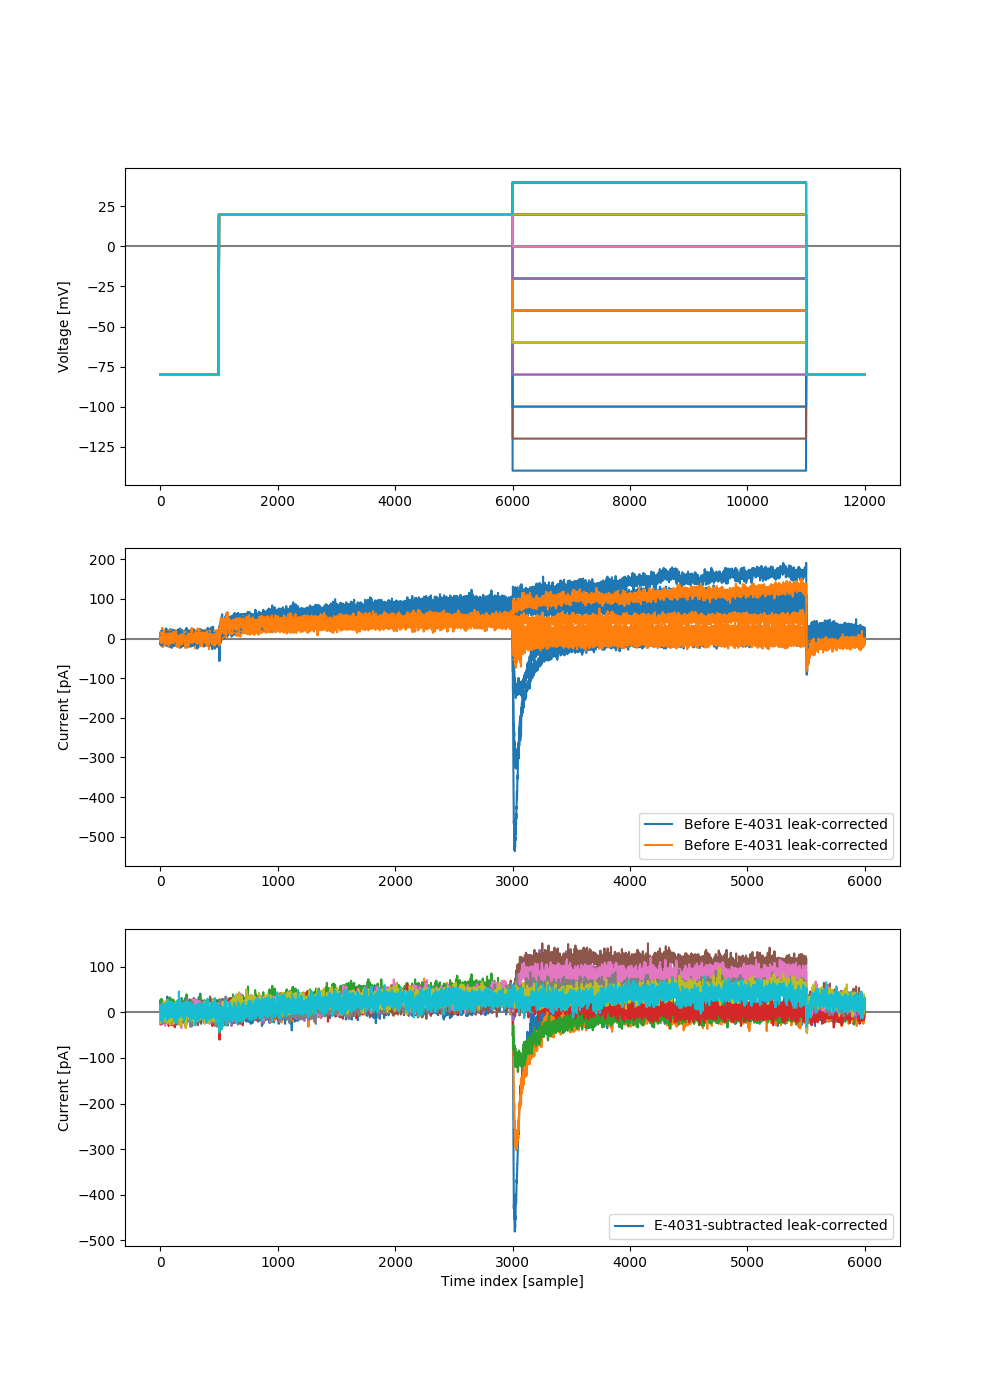 25
0
−25
−50
−75
−100
−125
Voltage [mV]
0 2000 4000 6000 8000 10000 12000
200
100
0
−100
−200
−300
−400
−500
Current [pA]
Before E-4031 leak-corrected
Before E-4031 leak-corrected
0 1000 2000 3000 4000 5000 6000
100
0
−100
−200
−300
−400
−500
Current [pA]
E-4031-subtracted leak-corrected
0 1000 2000 3000 4000 5000 6000
Time index [sample]